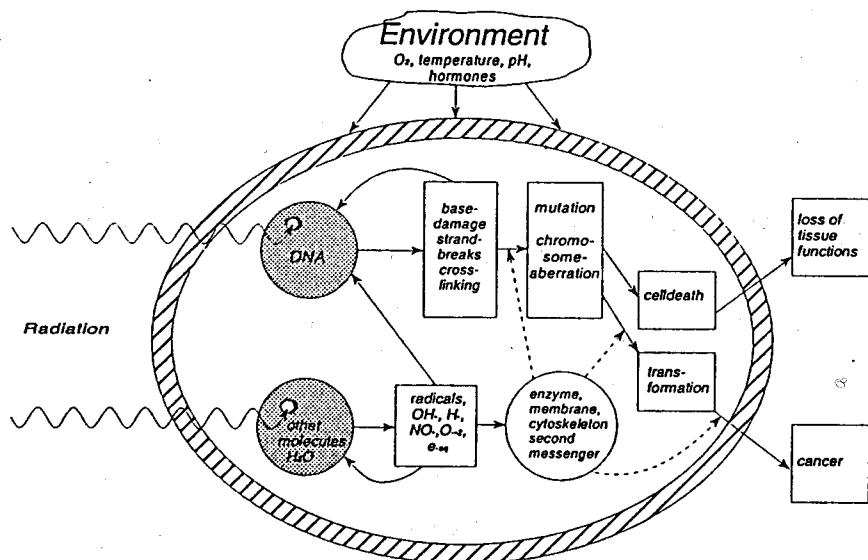 Environment
O₂, temperature, pH,
hormones
base-
damage
strand-
breaks
cross-
linking
mutation
chromo-
some-
aberration
loss of
tissue
functions
DNA
celldeath
Radiation
trans-
formation
radicals,
OH·, H·,
NO·,O·-₂,
e-aq
enzyme,
membrane,
cytoskeleton
second
messenger
other
molecules
H₂O
cancer